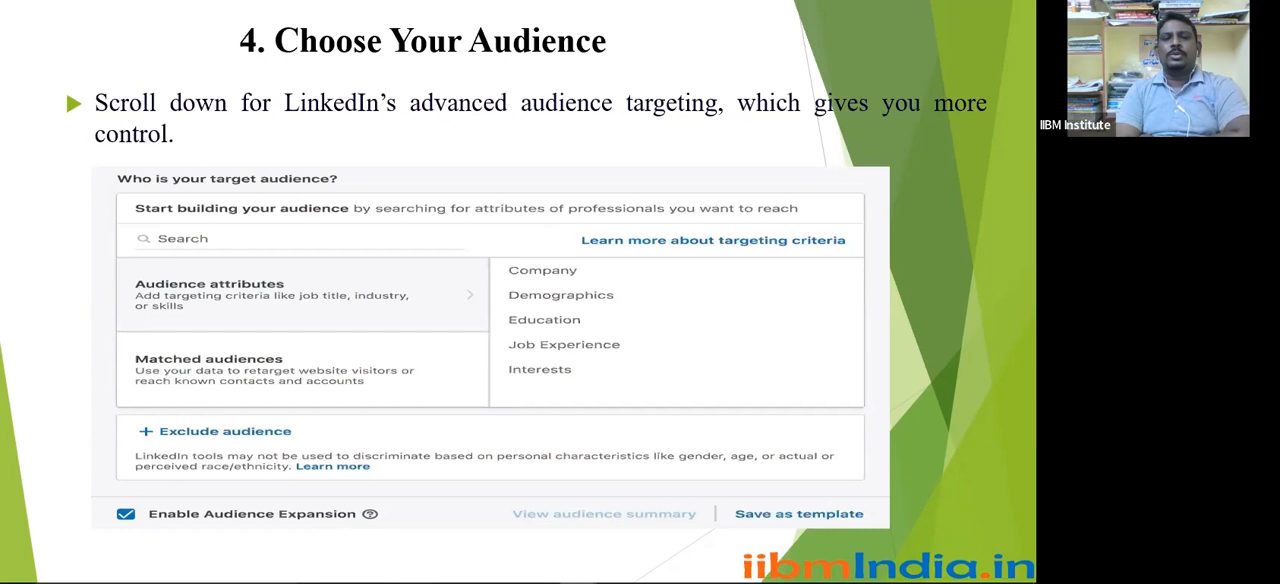 4. Choose Your Audience
Scroll down for LinkedIn's advanced audience targeting, which gives you more
control.
IIBM Institute
Who is your target audience?
Start building your audience by searching for attributes of professionals you want to reach
Search
Learn more about targeting criteria
Audience attributes
Add targeting criteria like job title, industry,
or skills
Matched audiences
Use your data to retarget website visitors or
reach known contacts and accounts
Company
Demographics
Education
Job Experience
Interests
+ Exclude audience
LinkedIn tools may not be used to discriminate based on personal characteristics like gender, age, or actual or
perceived race/ethnicity. Learn more
Enable Audience Expansion
View audience summary | Save as template
iibmIndia.in